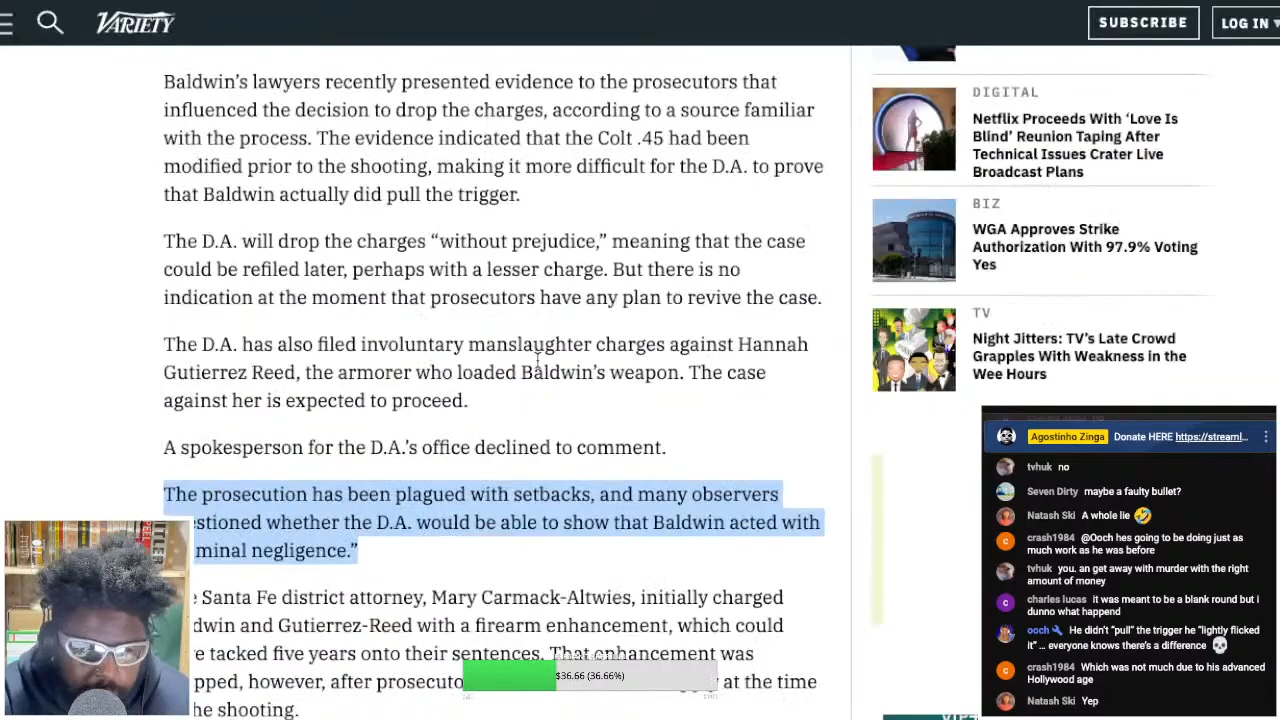 VARIETY
SUBSCRIBE
LOG IN
Baldwin’s lawyers recently presented evidence to the prosecutors that
influenced the decision to drop the charges, according to a source familiar
with the process. The evidence indicated that the Colt .45 had been
modified prior to the shooting, making it more difficult for the D.A. to prove
that Baldwin actually did pull the trigger.
The D.A. will drop the charges “without prejudice,” meaning that the case
could be refiled later, perhaps with a lesser charge. But there is no
indication at the moment that prosecutors have any plan to revive the case.
The D.A. has also filed involuntary manslaughter charges against Hannah
Gutierrez Reed, the armorer who loaded Baldwin’s weapon. The case
against her is expected to proceed.
A spokesperson for the D.A.’s office declined to comment.
The prosecution has been plagued with setbacks, and many observers
estioned whether the D.A. would be able to show that Baldwin acted with
minal negligence.”
Santa Fe district attorney, Mary Carmack-Altwies, initially charged
dwin and Gutierrez-Reed with a firearm enhancement, which could
tacked five years onto their sentences. That enhancement was
pped, however, after prosecuto
y at the time
he shooting.
$36.66 (36.66%)
DIGITAL
Netflix Proceeds With ‘Love Is
Blind’ Reunion Taping After
Technical Issues Crater Live
Broadcast Plans
BIZ
WGA Approves Strike
Authorization With 97.9% Voting
Yes
TV
Night Jitters: TV’s Late Crowd
Grapples With Weakness in the
Wee Hours
Agostinho Zinga Donate HERE https://streaml...
tvhuk no
Seven Dirty maybe a faulty bullet?
Natash Ski A whole lie 🤣
crash1984 @Ooch hes going to be doing just as
much work as he was before
tvhuk you. an get away with murder with the right
amount of money
charles lucas it was meant to be a blank round but i
dunno what happend
ooch He didn’t “pull” the trigger he “lightly flicked
it” … everyone knows there’s a difference 💀
crash1984 Which was not much due to his advanced
Hollywood age
Natash Ski Yep